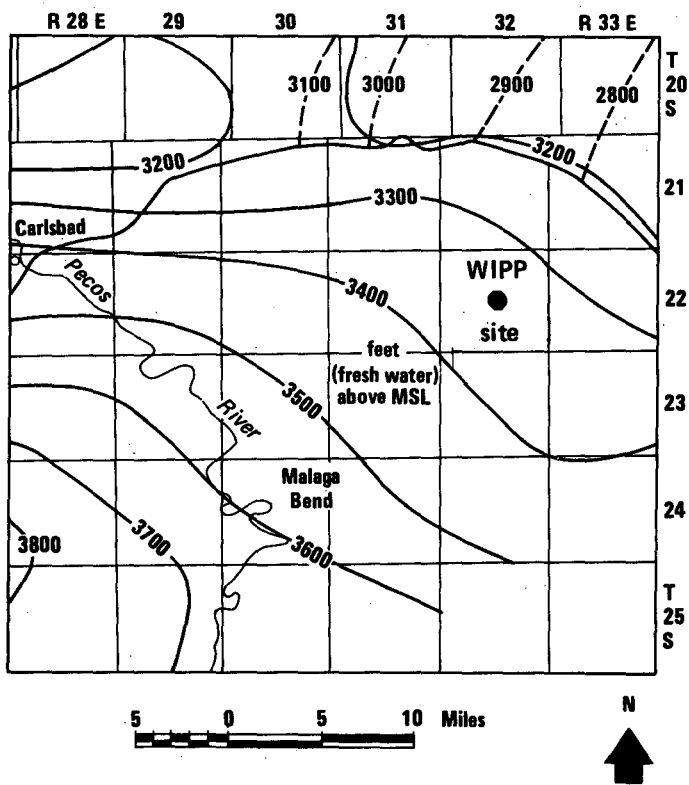 R 28 E 29 30 31 32 R 33 E
T
20
S
3100 3000 2900 2800
3200 3200
21
3300
Carlsbad
Pecos
WIPP
site
22
3400
feet
(fresh water)
above MSL
3500
River
23
Malaga
Bend
24
3800 3700 3600
T
25
S
5 0 5 10 Miles
N